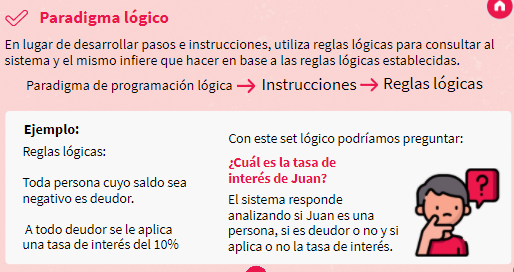 Paradigma lógico
En lugar de desarrollar pasos e instrucciones, utiliza reglas lógicas para consultar al
sistema y el mismo infiere que hacer en base a las reglas lógicas establecidas.
Paradigma de programación lógica → Instrucciones → Reglas lógicas
Ejemplo:
Reglas lógicas:
Toda persona cuyo saldo sea
negativo es deudor.
A todo deudor se le aplica
una tasa de interés del 10%
Con este set lógico podríamos preguntar:
¿Cuál es la tasa de
interés de Juan?
El sistema responde
analizando si Juan es una
persona, si es deudor o no y si
aplica o no la tasa de interés.
?